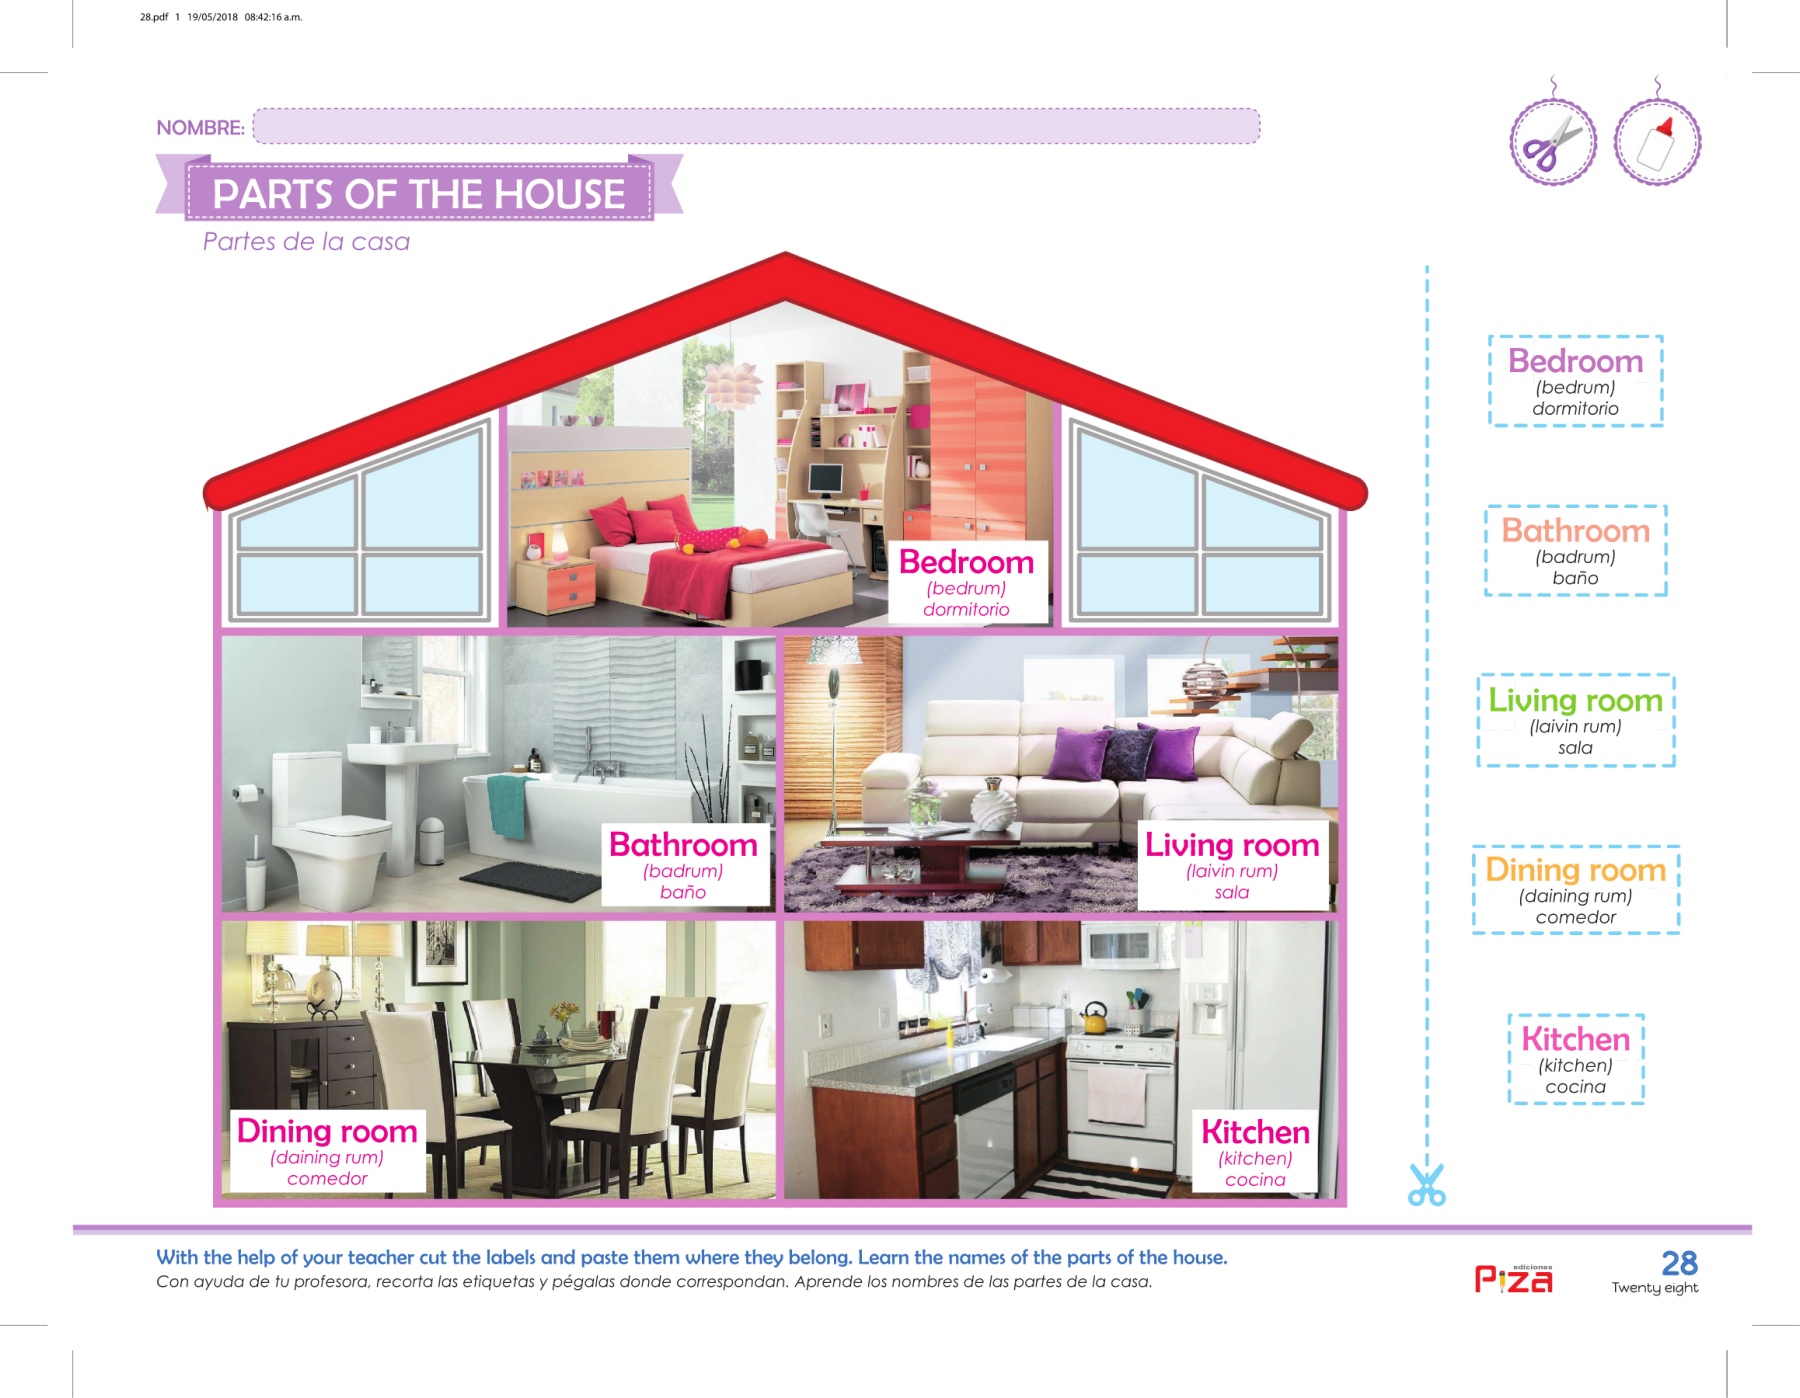 28.pdf 1 19/05/2018 08:42:16 a.m.
NOMBRE:
PARTS OF THE HOUSE
Partes de la casa
Bedroom
(bedrum)
dormitorio
Bathroom
(badrum)
baño
Living room
(laivin rum)
sala
Dining room
(daining rum)
comedor
Kitchen
(kitchen)
cocina
Bedroom
(bedrum)
dormitorio
Bathroom
(badrum)
baño
Living room
(laivin rum)
sala
Dining room
(daining rum)
comedor
Kitchen
(kitchen)
cocina
With the help of your teacher cut the labels and paste them where they belong. Learn the names of the parts of the house.
Con ayuda de tu profesora, recorta las etiquetas y pégalas donde correspondan. Aprende los nombres de las partes de la casa.
ediciones
Piza
28
Twenty eight